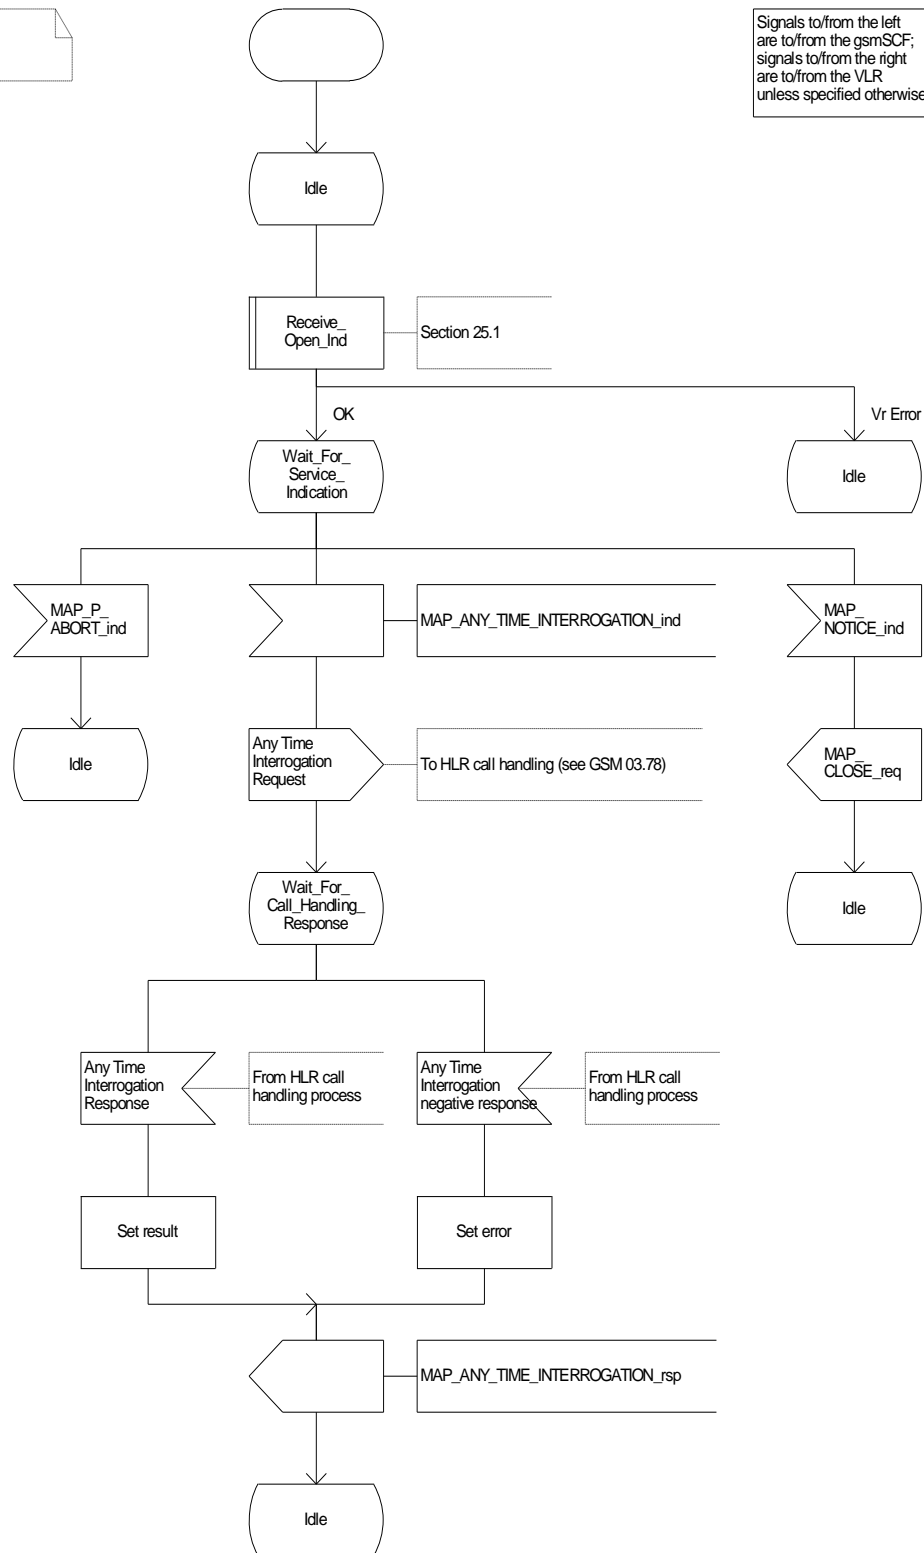 Signals to/from the left
are to/from the gsmSCF;
signals to/from the right
are to/from the VLR
unless specified otherwise
Idle
Receive_
Open_Ind
Section 25.1
OK
Vr Error
Wait_For_
Service_
Indication
Idle
MAP_P_
ABORT_ind
MAP_ANY_TIME_INTERROGATION_ind
MAP_
NOTICE_ind
Idle
Any Time
Interrogation
Request
To HLR call handling (see GSM 03.78)
MAP_
CLOSE_req
Wait_For_
Call_Handling_
Response
Idle
Any Time
Interrogation
Response
From HLR call
handling process
Any Time
Interrogation
negative response
From HLR call
handling process
Set result
Set error
MAP_ANY_TIME_INTERROGATION_rsp
Idle